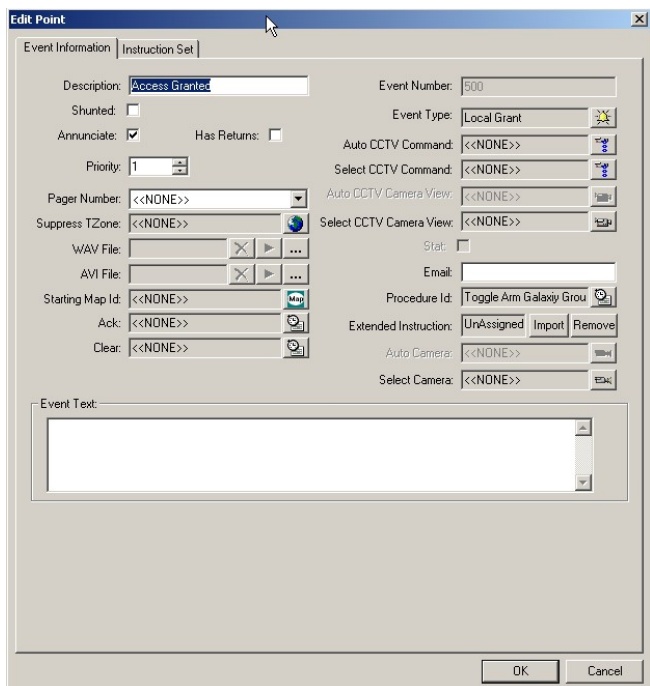 Edit Point
Event Information Instruction Set
Description: Access Granted
Shunted:
Annunciate: Has Returns:
Priority: 1
Pager Number: <<NONE>>
Suppress TZone: <<NONE>>
WAV File: ...
AVI File: ...
Starting Map Id: <<NONE>> Map
Ack: <<NONE>>
Clear: <<NONE>>
Event Number: 500
Event Type: Local Grant
Auto CCTV Command: <<NONE>>
Select CCTV Command: <<NONE>>
Auto CCTV Camera View: <<NONE>>
Select CCTV Camera View: <<NONE>>
Stat:
Email:
Procedure Id: Toggle Arm Galaxiy Grou
Extended Instruction: UnAssigned Import Remove
Auto Camera: <<NONE>>
Select Camera: <<NONE>>
Event Text:
OK Cancel